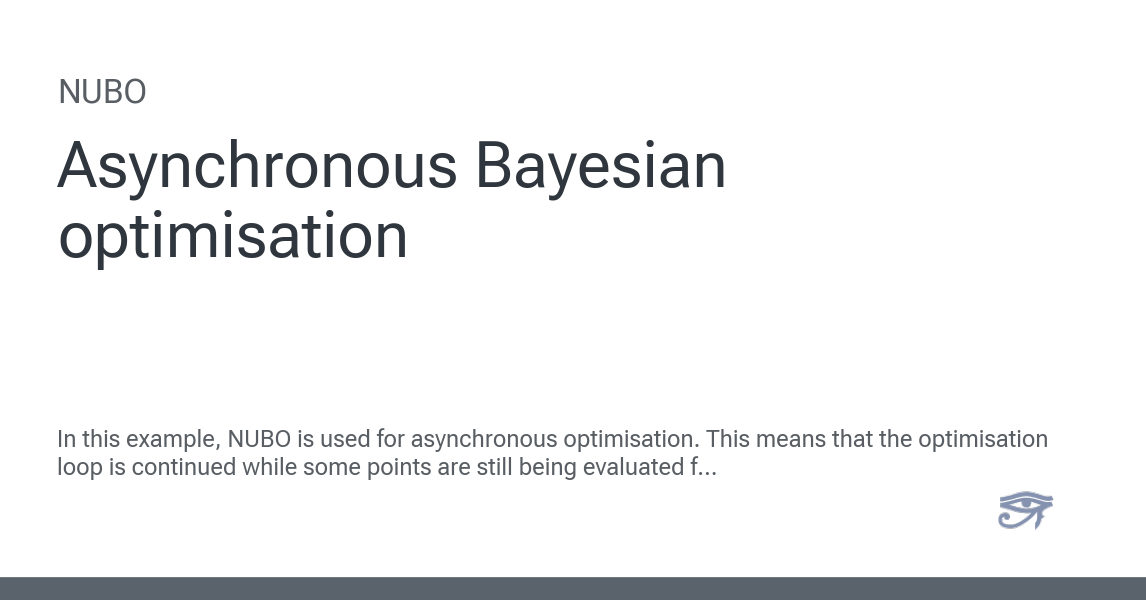 NUBO
Asynchronous Bayesian
optimisation
In this example, NUBO is used for asynchronous optimisation. This means that the optimisation
loop is continued while some points are still being evaluated f...